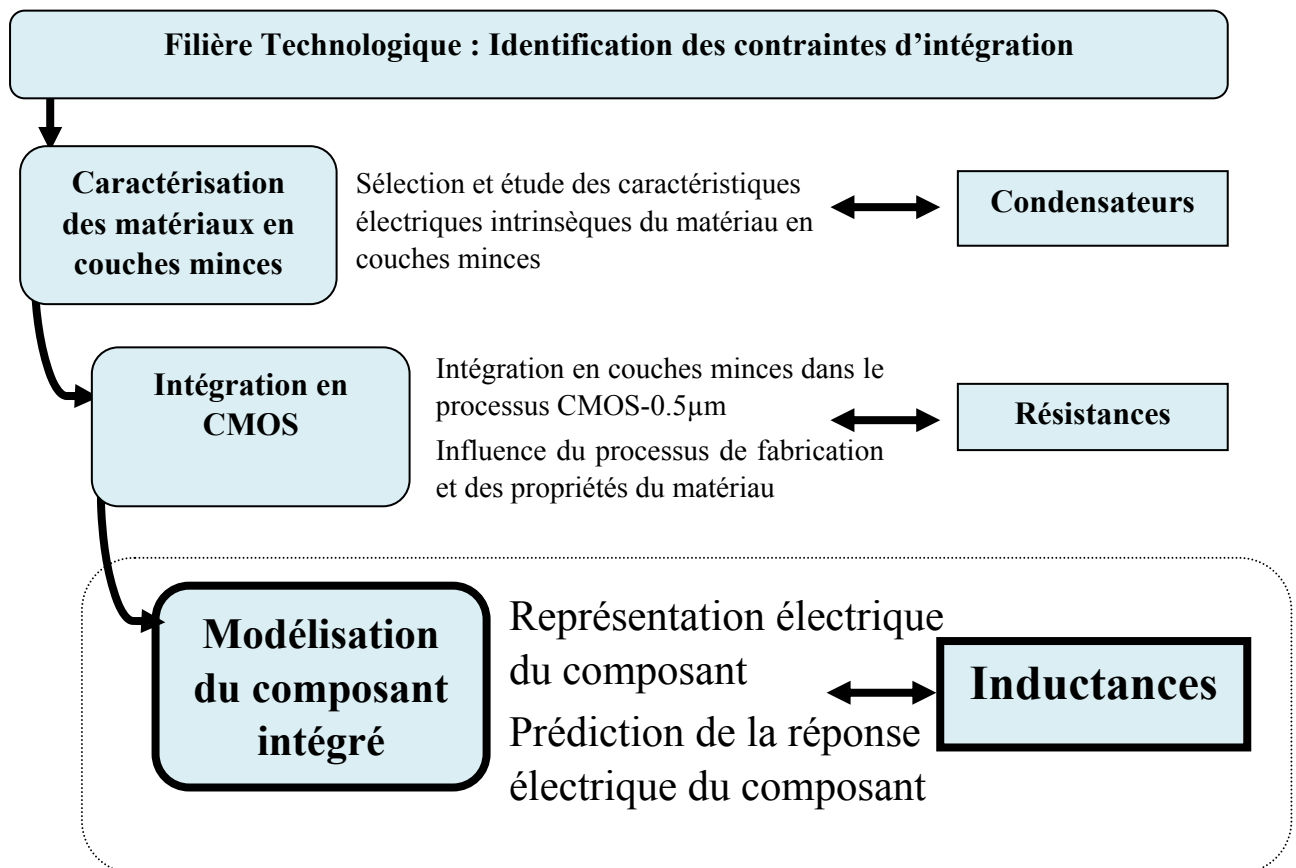 Filière Technologique : Identification des contraintes d’intégration
Caractérisation
des matériaux en
couches minces
Sélection et étude des caractéristiques
électriques intrinsèques du matériau en
couches minces
Condensateurs
Intégration en
CMOS
Intégration en couches minces dans le
processus CMOS-0.5µm
Influence du processus de fabrication
et des propriétés du matériau
Résistances
Modélisation
du composant
intégré
Représentation électrique
du composant
Prédiction de la réponse
électrique du composant
Inductances